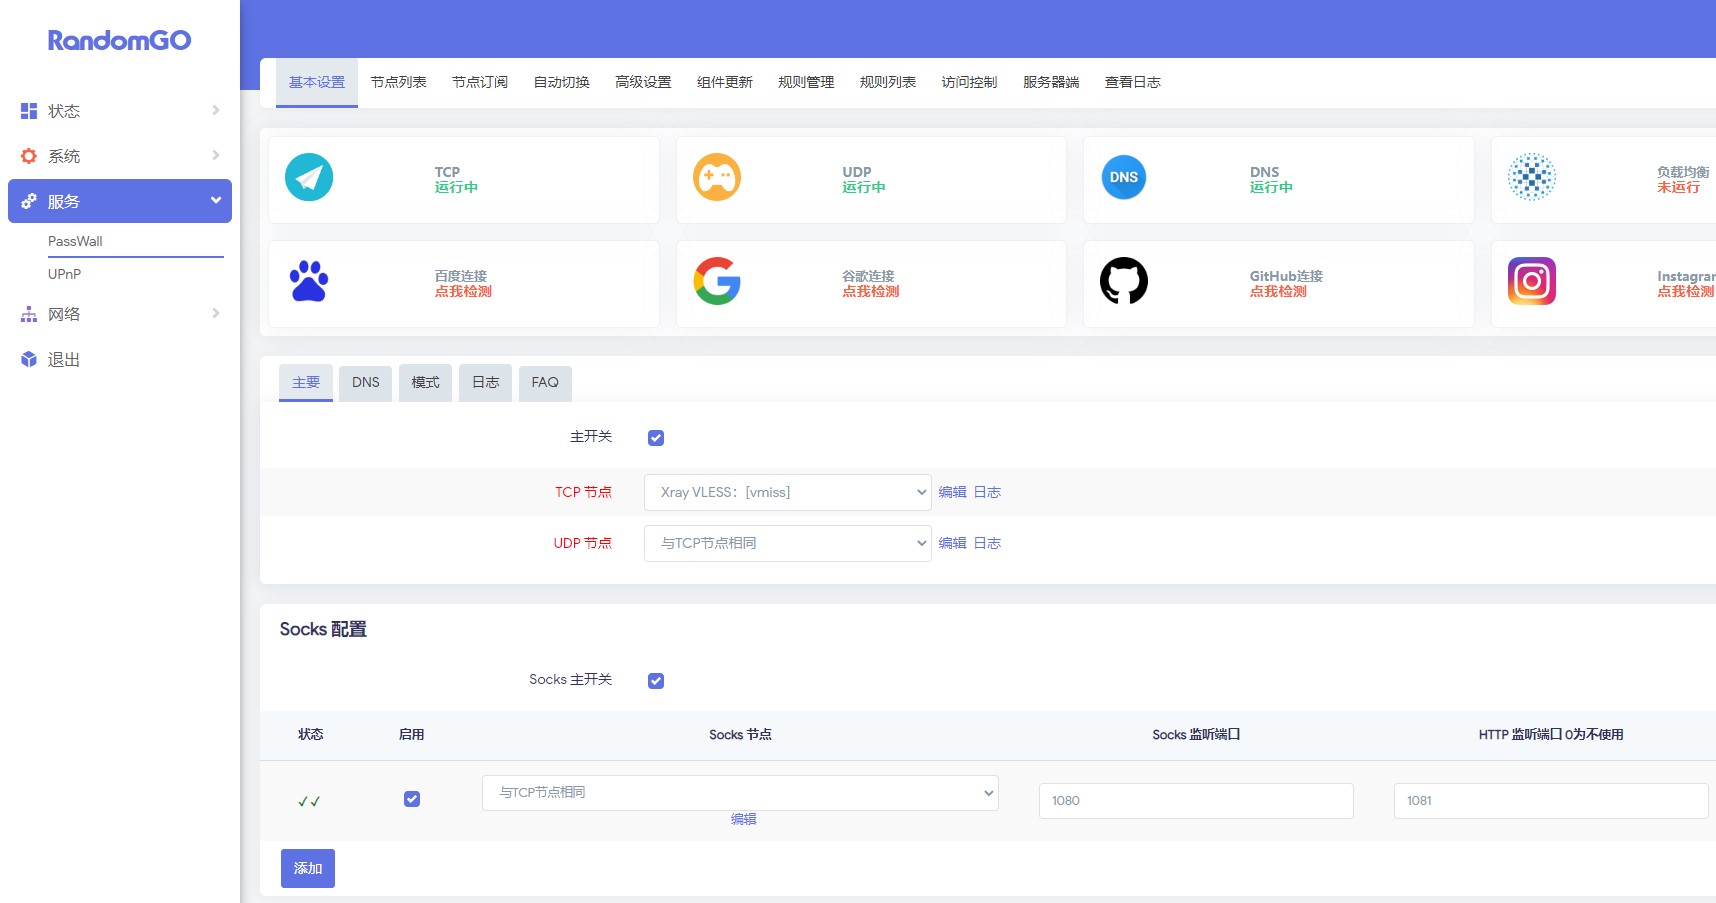 RandomGO
状态
系统
服务
PassWall
UPnP
网络
退出
基本设置 节点列表 节点订阅 自动切换 高级设置 组件更新 规则管理 规则列表 访问控制 服务器端 查看日志
TCP
运行中
UDP
运行中
DNS
DNS
运行中
负载均衡
未运行
百度连接
点我检测
谷歌连接
点我检测
GitHub连接
点我检测
Instagram
点我检测
主要 DNS 模式 日志 FAQ
主开关
TCP 节点 Xray VLESS：[vmiss] 编辑 日志
UDP 节点 与TCP节点相同 编辑 日志
Socks 配置
Socks 主开关
状态 启用 Socks 节点 Socks 监听端口 HTTP 监听端口 0为不使用
✓✓ 与TCP节点相同 1080 1081
编辑
添加